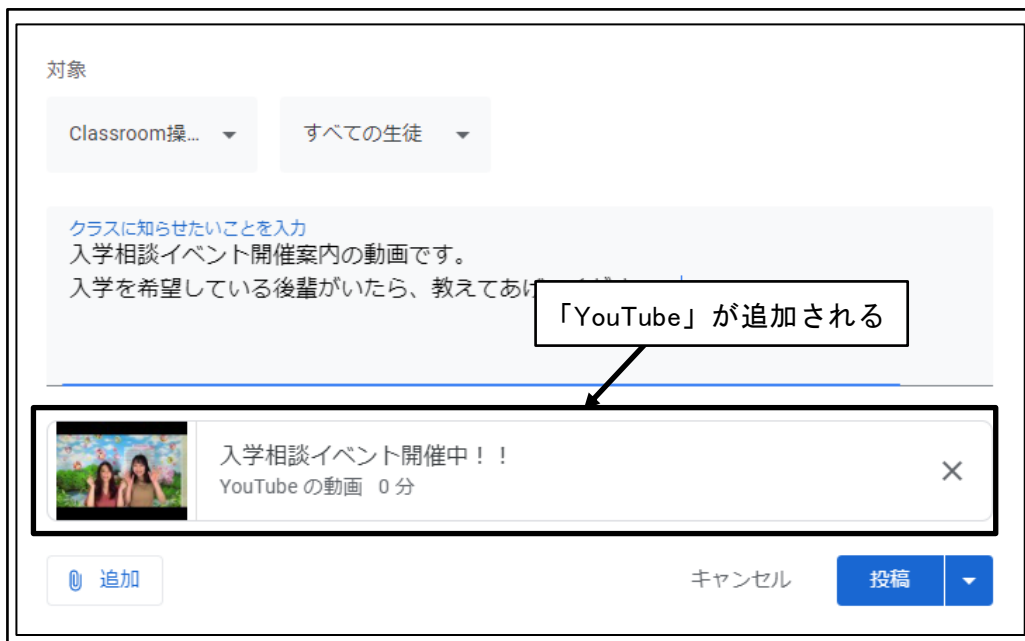 対象
Classroom操… すべての生徒
クラスに知らせたいことを入力
入学相談イベント開催案内の動画です。
入学を希望している後輩がいたら、教えてあ
「YouTube」が追加される
入学相談イベント開催中！！
YouTube の動画 0 分
追加 キャンセル 投稿